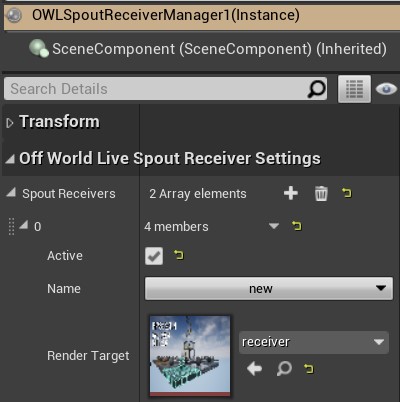 OWLSpoutReceiverManager1(Instance)
SceneComponent (SceneComponent) (Inherited)
Search Details
Transform
Off World Live Spout Receiver Settings
Spout Receivers 2 Array elements
0 4 members
Active
Name new
Render Target receiver